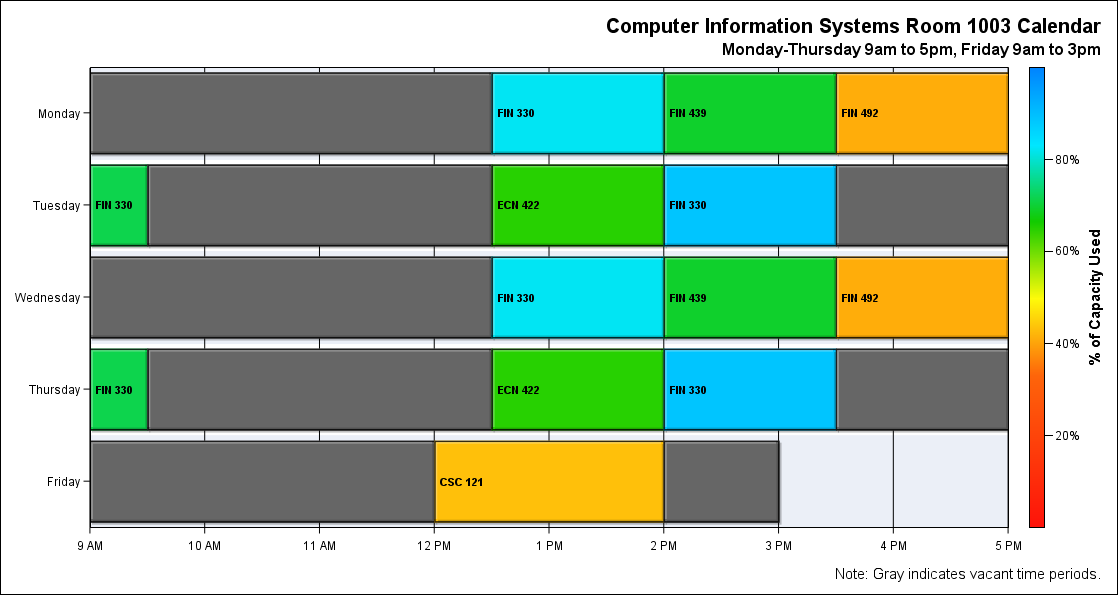 Computer Information Systems Room 1003 Calendar
Monday-Thursday 9am to 5pm, Friday 9am to 3pm
Monday
FIN 330
FIN 439
FIN 492
Tuesday
FIN 330
ECN 422
FIN 330
Wednesday
FIN 330
FIN 439
FIN 492
Thursday
FIN 330
ECN 422
FIN 330
Friday
CSC 121
9 AM
10 AM
11 AM
12 PM
1 PM
2 PM
3 PM
4 PM
5 PM
80%
60%
40%
20%
% of Capacity Used
Note: Gray indicates vacant time periods.